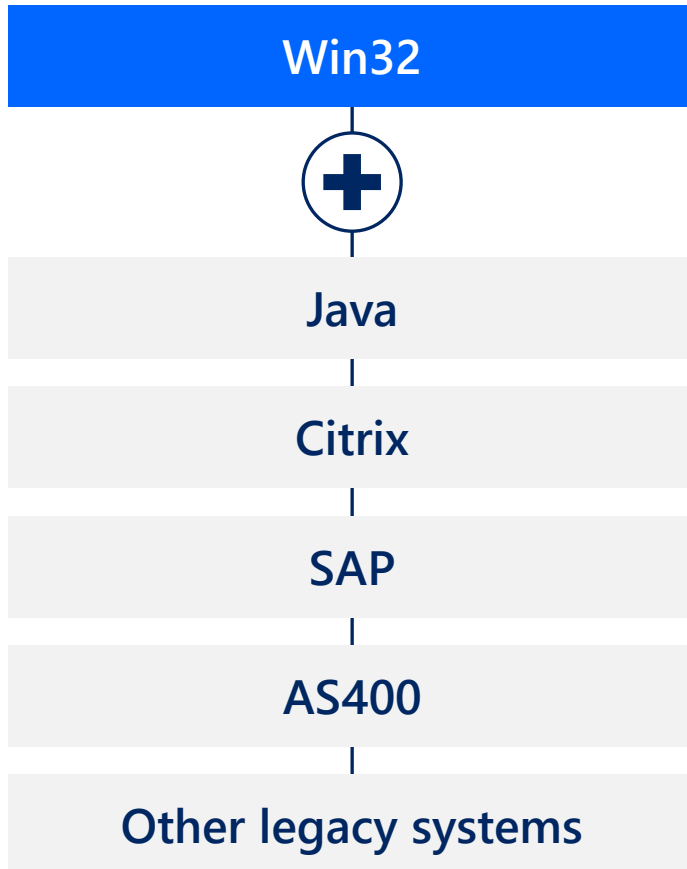 Win32
Java
Citrix
SAP
AS400
Other legacy systems